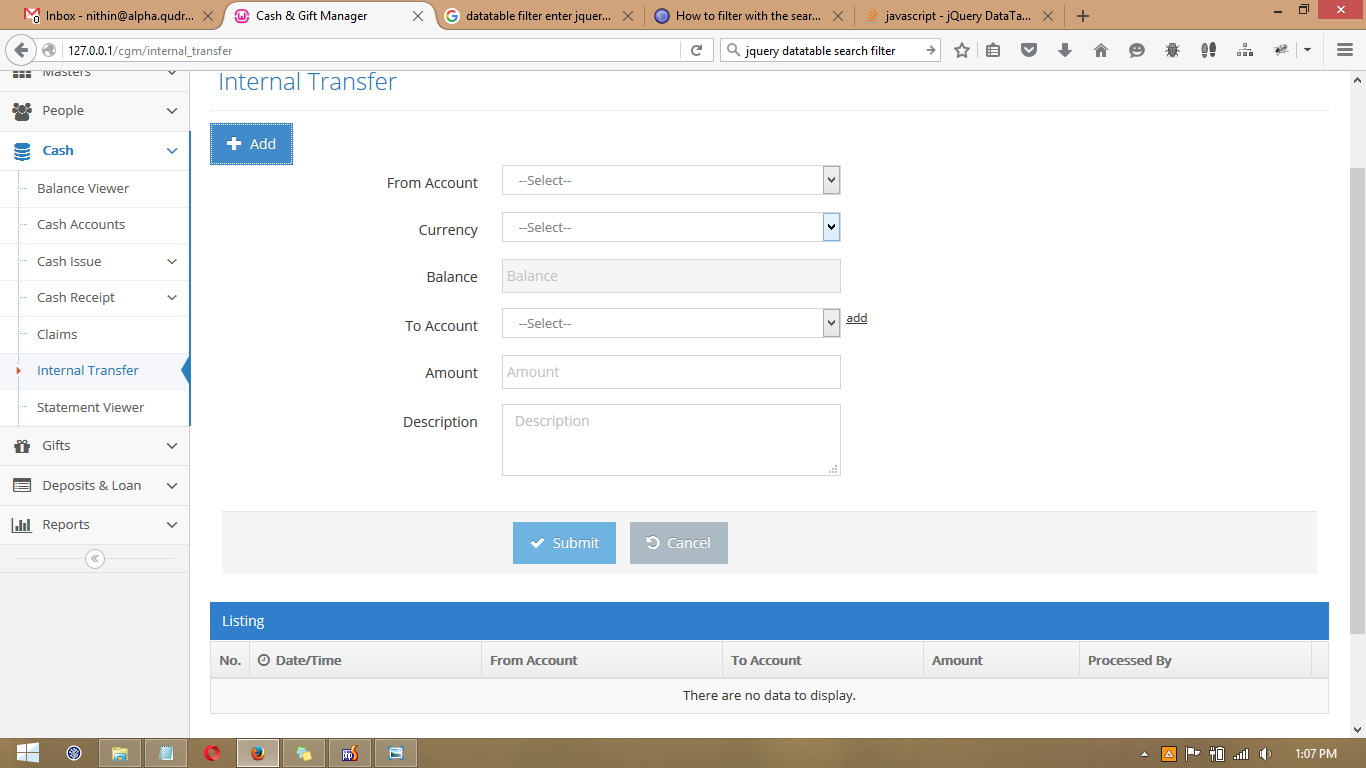 Inbox - nithin@alpha.qudr...
Cash & Gift Manager
datatable filter enter jquer...
How to filter with the sear...
javascript - jQuery DataTa...
127.0.0.1/cgm/internal_transfer
jquery datatable search filter
Masters
People
Cash
Balance Viewer
Cash Accounts
Cash Issue
Cash Receipt
Claims
Internal Transfer
Statement Viewer
Gifts
Deposits & Loan
Reports
Internal Transfer
Add
From Account --Select--
Currency --Select--
Balance Balance
To Account --Select-- add
Amount Amount
Description Description
Submit Cancel
Listing
No. Date/Time From Account To Account Amount Processed By
There are no data to display.
1:07 PM